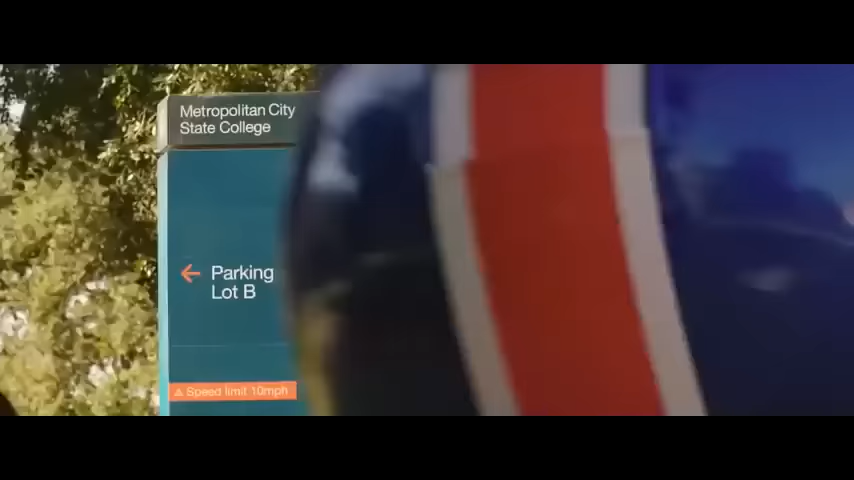 Metropolitan City
State College
Parking
Lot B
Speed limit 10mph